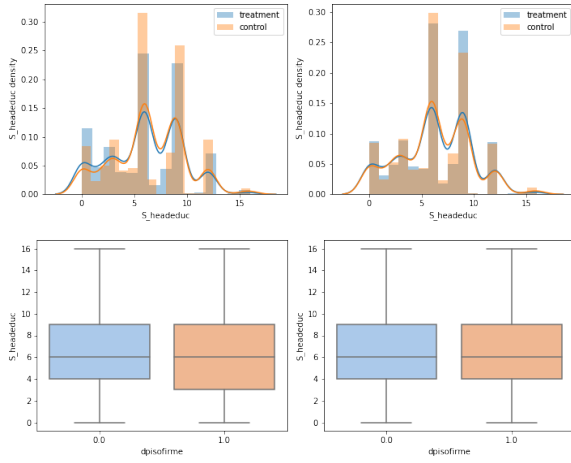 treatment
control
0.30
0.25
0.20
0.15
0.10
0.05
0.00
S_headeduc density
0 5 10 15
S_headeduc
treatment
control
0.30
0.25
0.20
0.15
0.10
0.05
0.00
S_headeduc density
0 5 10 15
S_headeduc
16
14
12
10
8
6
4
2
0
S_headeduc
0.0 1.0
dpisofirme
16
14
12
10
8
6
4
2
0
S_headeduc
0.0 1.0
dpisofirme